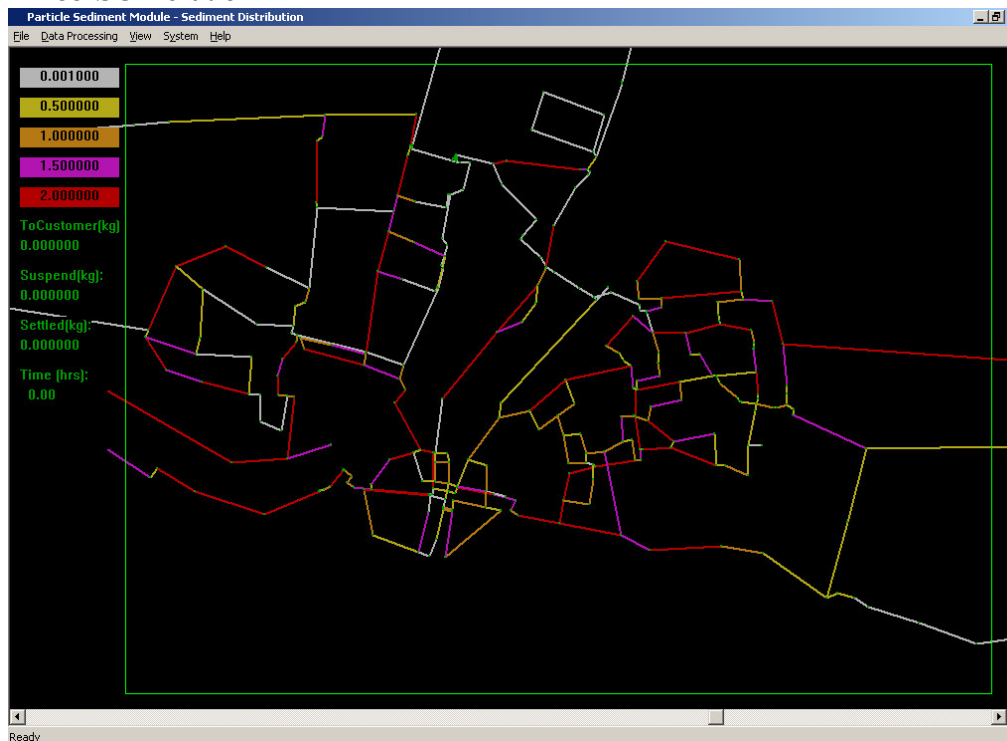 Particle Sediment Module - Sediment Distribution
File Data Processing View System Help
0.001000
0.500000
1.000000
1.500000
2.000000
ToCustomer(kg)
0.000000
Suspend(kg):
0.000000
Settled(kg):
0.000000
Time (hrs):
0.00
Ready